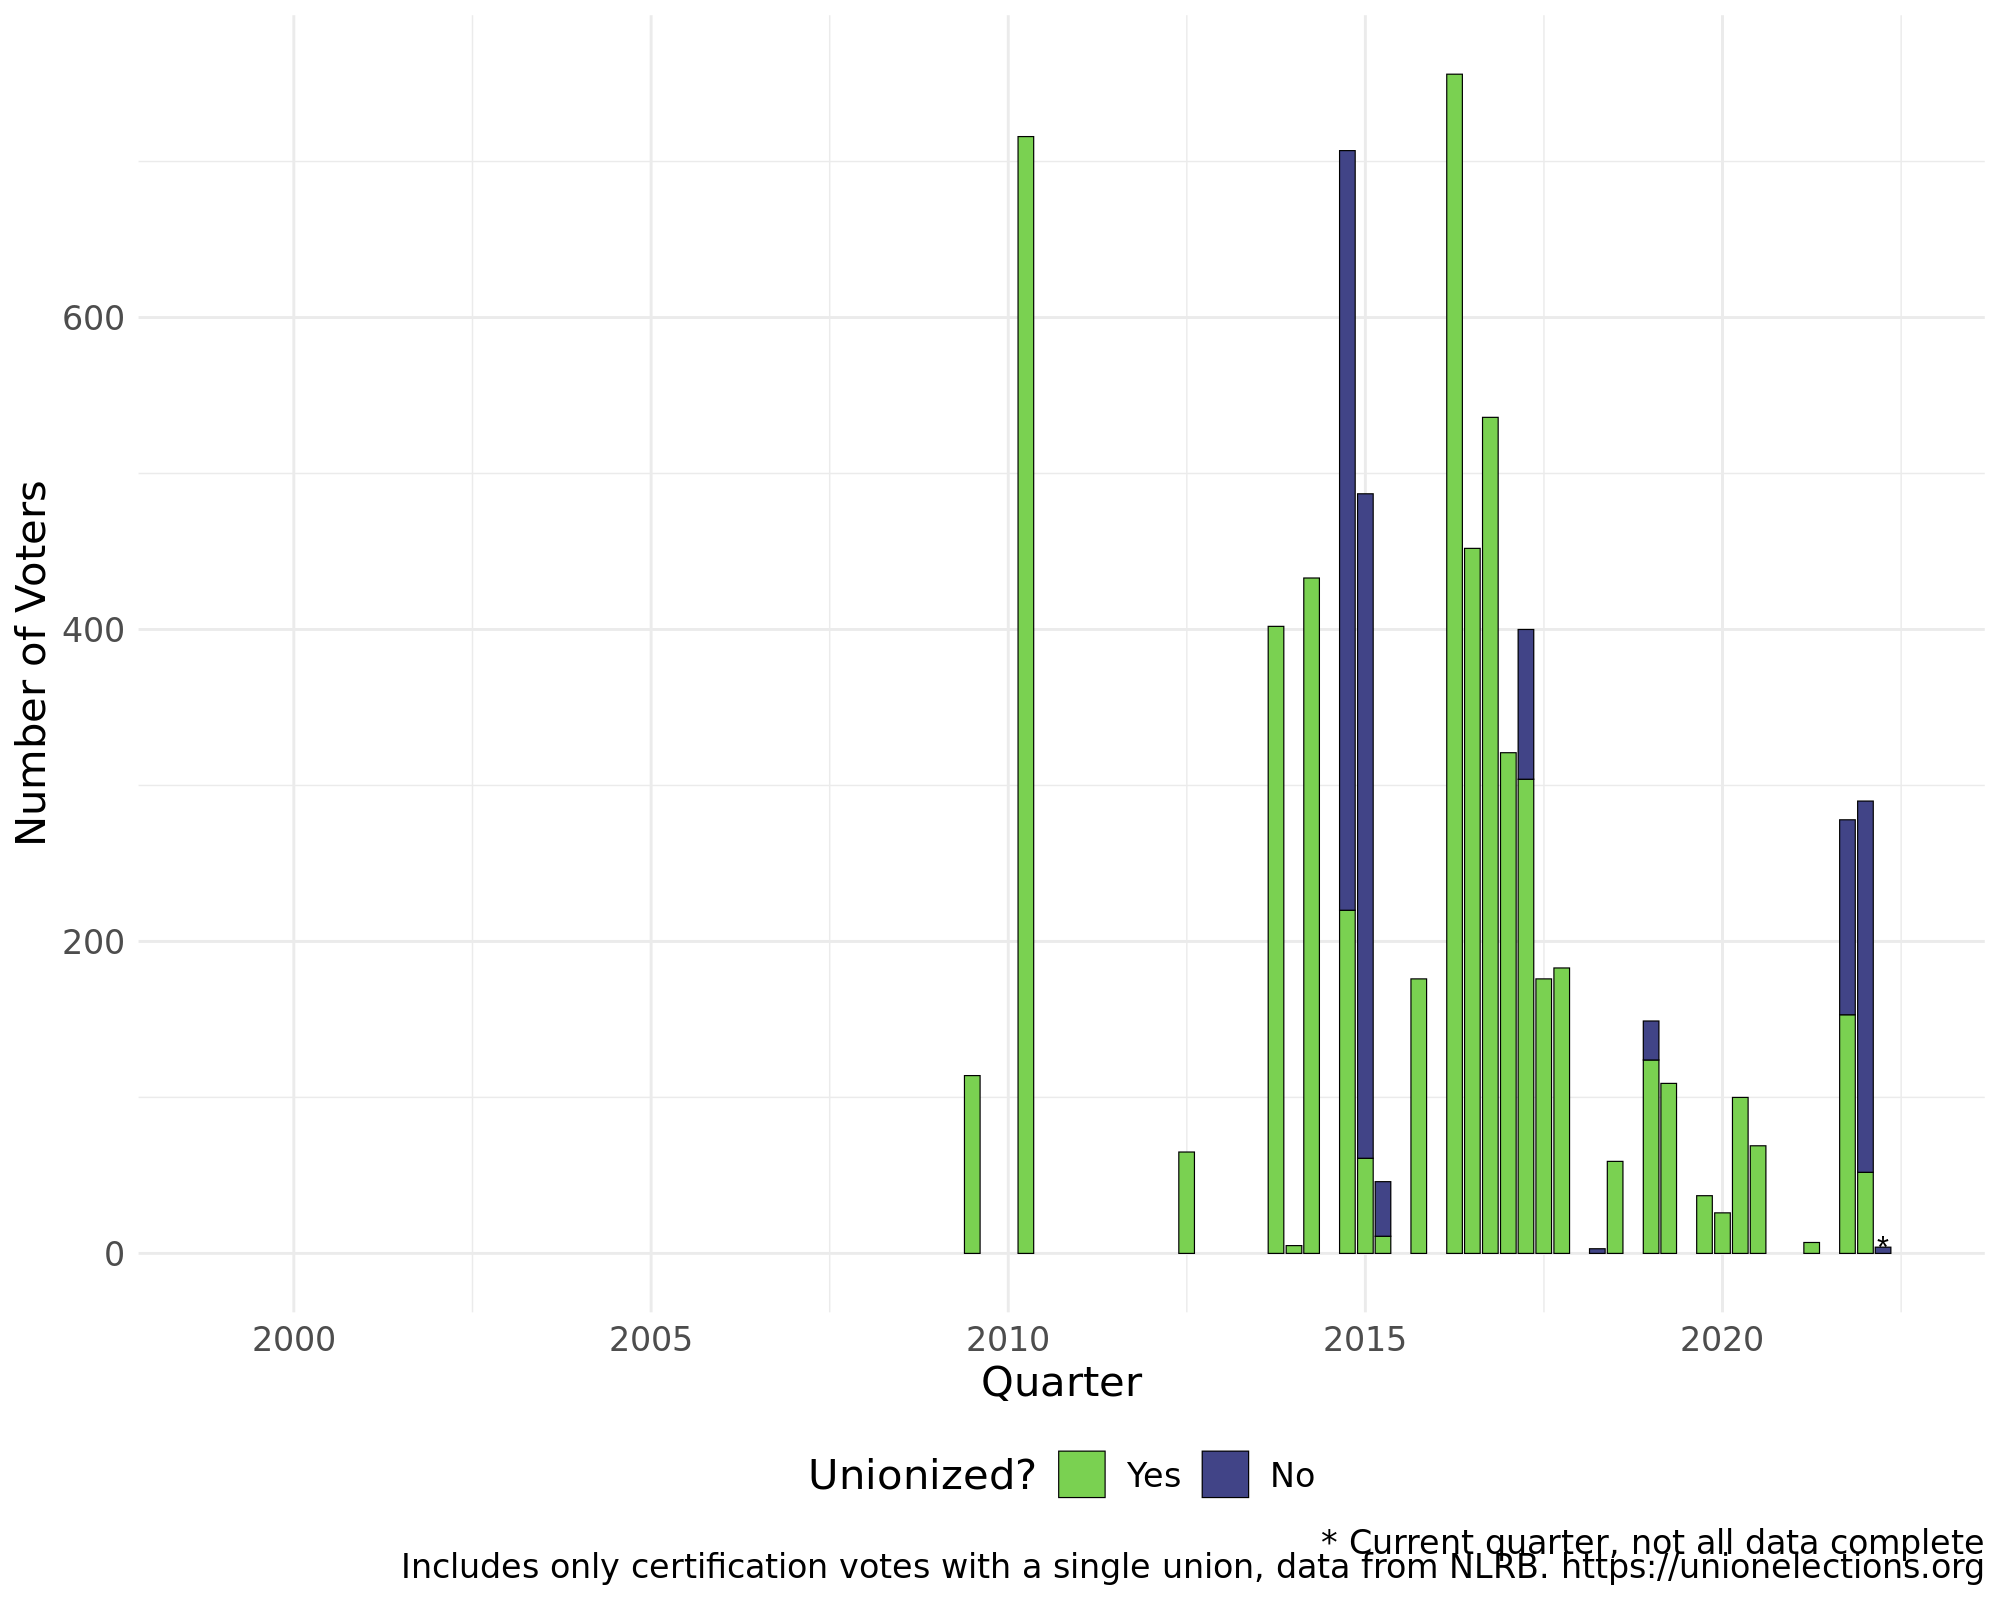 600
400
200
0
Number of Voters
2000 2005 2010 2015 2020
*
Quarter
Unionized? Yes No
* Current quarter, not all data complete
Includes only certification votes with a single union, data from NLRB. https://unionelections.org